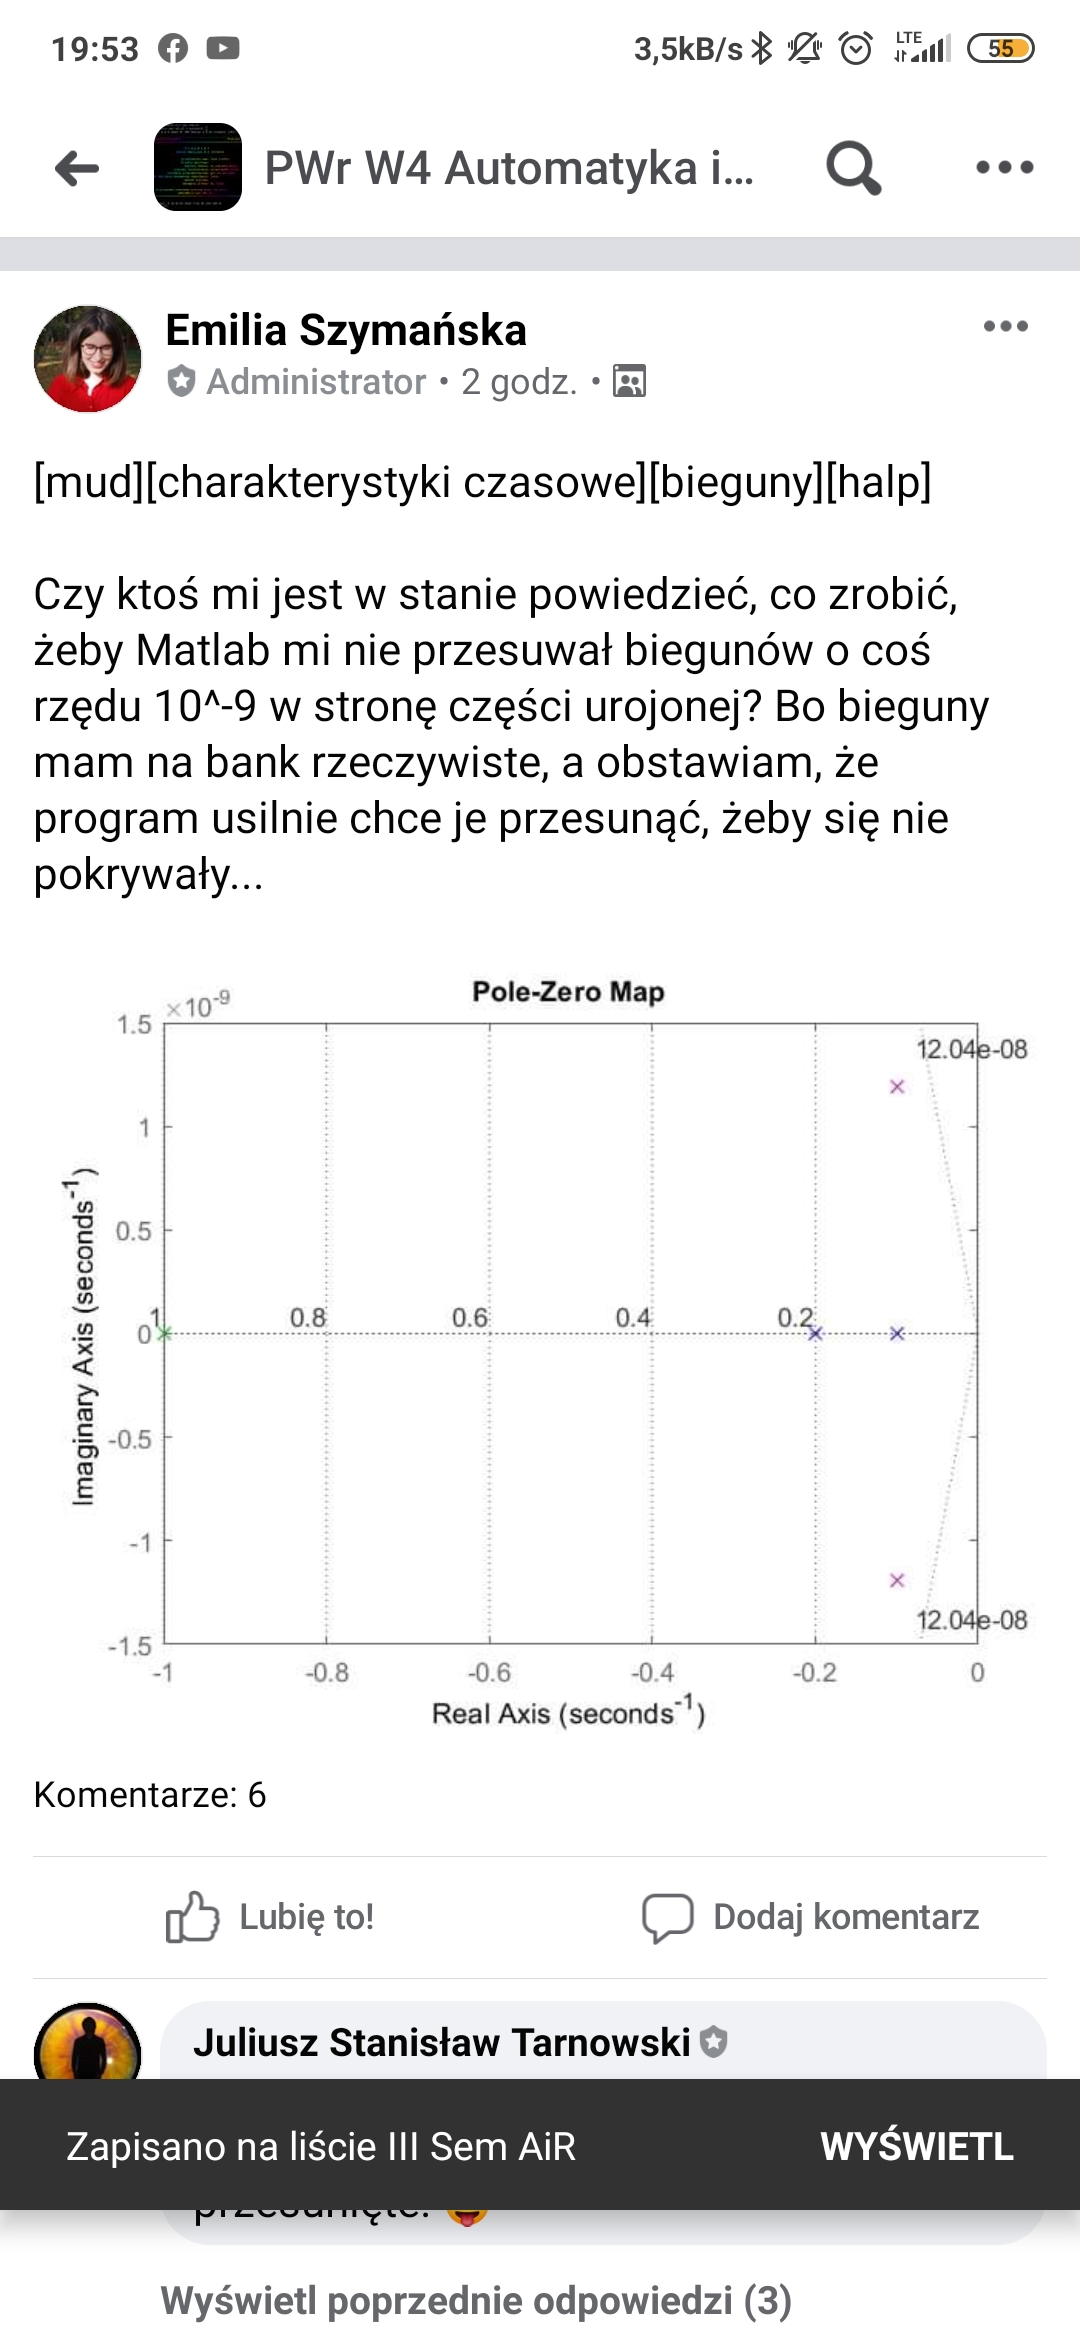 19:53 3,5kB/s LTE 55
PWr W4 Automatyka i...
Emilia Szymańska
Administrator • 2 godz. •
[mud][charakterystyki czasowe][bieguny][halp]
Czy ktoś mi jest w stanie powiedzieć, co zrobić,
żeby Matlab mi nie przesuwał biegunów o coś
rzędu 10^-9 w stronę części urojonej? Bo bieguny
mam na bank rzeczywiste, a obstawiam, że
program usilnie chce je przesunąć, żeby się nie
pokrywały...
Pole-Zero Map
×10⁻⁹
1.5
12.04e-08
1
0.5
1 0.8 0.6 0.4 0.2
0
-0.5
-1
12.04e-08
-1.5
-1 -0.8 -0.6 -0.4 -0.2 0
Imaginary Axis (seconds⁻¹)
Real Axis (seconds⁻¹)
Komentarze: 6
Lubię to! Dodaj komentarz
Juliusz Stanisław Tarnowski
Zapisano na liście III Sem AiR WYŚWIETL
przesunięte.
Wyświetl poprzednie odpowiedzi (3)